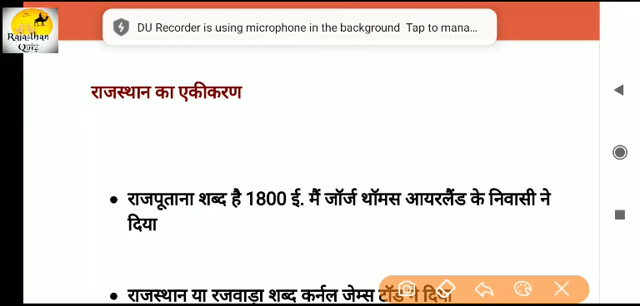 Rajasthan
Quiz
DU Recorder is using microphone in the background Tap to mana...
राजस्थान का एकीकरण
• राजपूताना शब्द है 1800 ई. मैं जॉर्ज थॉमस आयरलैंड के निवासी ने
दिया
• राजस्थान या रजवाड़ा शब्द कर्नल जेम्स टॉड ने दिया